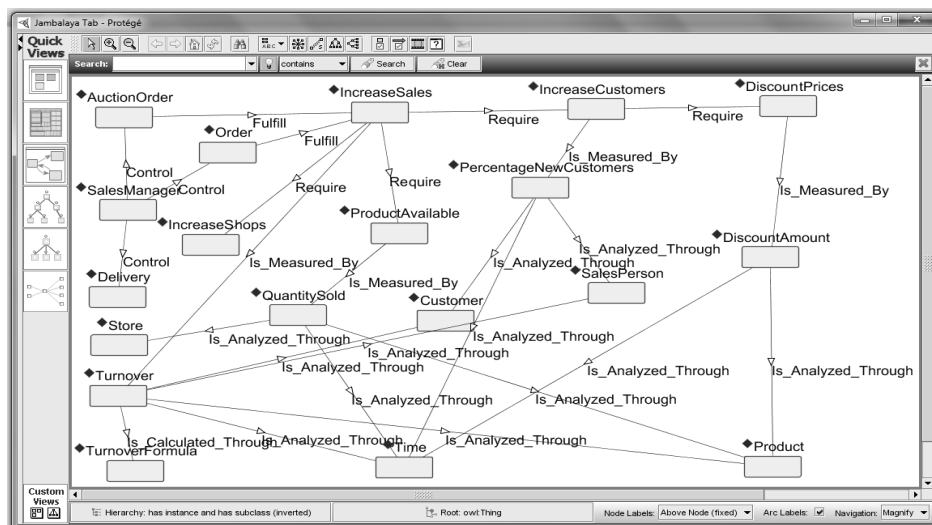 Jambalaya Tab - Protégé
Quick
Views
Search:
contains
Search
Clear
AuctionOrder
IncreaseSales
IncreaseCustomers
DiscountPrices
Fulfill
Order
Fulfill
Require
Require
Is_Measured_By
Control
SalesManager
Control
Require
Require
PercentageNewCustomers
Is_Measured_By
IncreaseShops
ProductAvailable
DiscountAmount
Control
Is_Measured_By
Is_Analyzed_Through
Is_Analyzed_Through
Delivery
Is_Measured_By
SalesPerson
QuantitySold
Customer
Store
Is_Analyzed_Through
Is_Analyzed_Through
Turnover
Is_Analyzed_Through
Is_Analyzed_Through
Is_Analyzed_Through
Is_Analyzed_Through
Is_Analyzed_Through
Is_Analyzed_Through
Is_Calculated_Through
Is_Analyzed_Through
Is_Analyzed_Through
TurnoverFormula
Time
Product
Custom
Views
Hierarchy: has instance and has subclass (inverted)
Root: owl:Thing
Node Labels:
Above Node (fixed)
Arc Labels:
Navigation:
Magnify